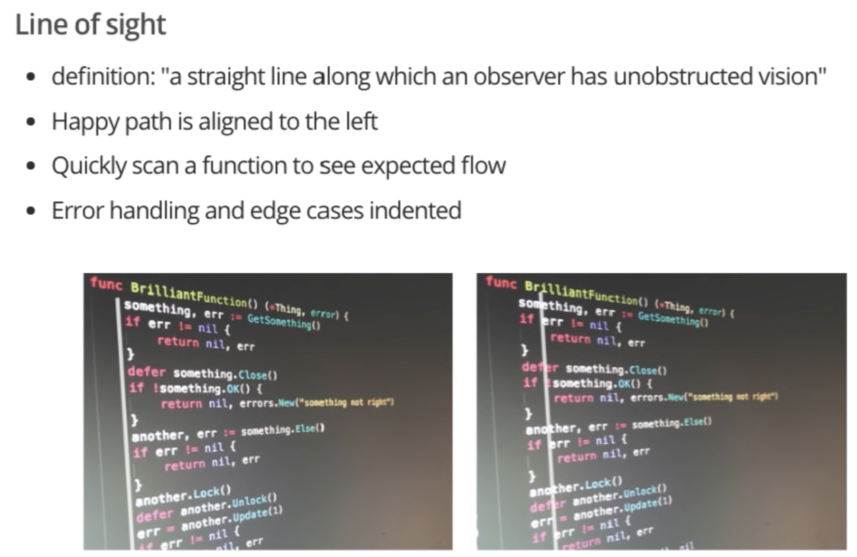 Line of sight
definition: "a straight line along which an observer has unobstructed vision"
Happy path is aligned to the left
Quickly scan a function to see expected flow
Error handling and edge cases indented
func BrilliantFunction() (*Thing, error) {
something, err := GetSomething()
if err != nil {
return nil, err
}
defer something.Close()
if !something.OK() {
return nil, errors.New("something not right")
}
another, err := something.Else()
if err != nil {
return nil, err
}
another.Lock()
defer another.Unlock()
err = another.Update(1)
if err != nil {
nil, err
func BrilliantFunction() (*Thing, error) {
something, err := GetSomething()
if err != nil {
return nil, err
}
defer something.Close()
if !something.OK() {
return nil, errors.New("something not right")
}
another, err := something.Else()
if err != nil {
return nil, err
}
another.Lock()
defer another.Unlock()
err = another.Update(1)
if err != nil {
return nil, err